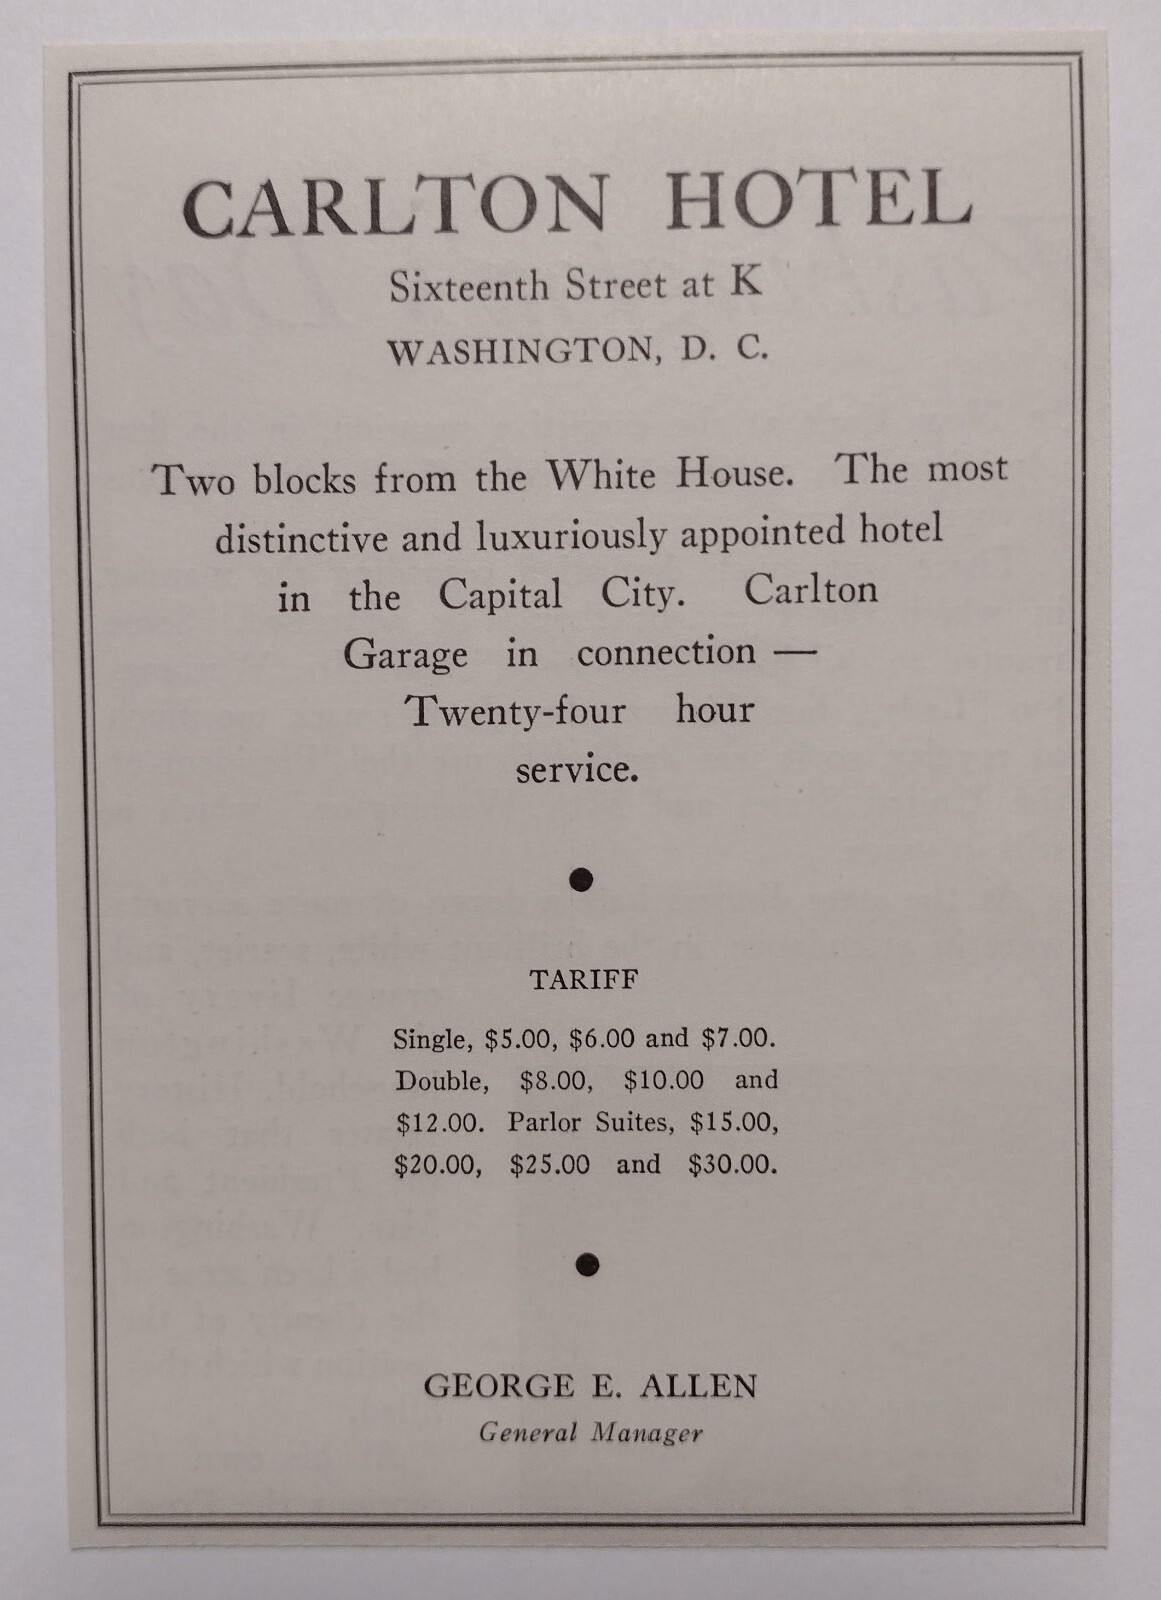 CARLTON HOTEL
Sixteenth Street at K
WASHINGTON, D. C.
Two blocks from the White House. The most
distinctive and luxuriously appointed hotel
in the Capital City. Carlton
Garage in connection —
Twenty-four hour
service.
TARIFF
Single, $5.00, $6.00 and $7.00.
Double, $8.00, $10.00 and
$12.00. Parlor Suites, $15.00,
$20.00, $25.00 and $30.00.
GEORGE E. ALLEN
General Manager